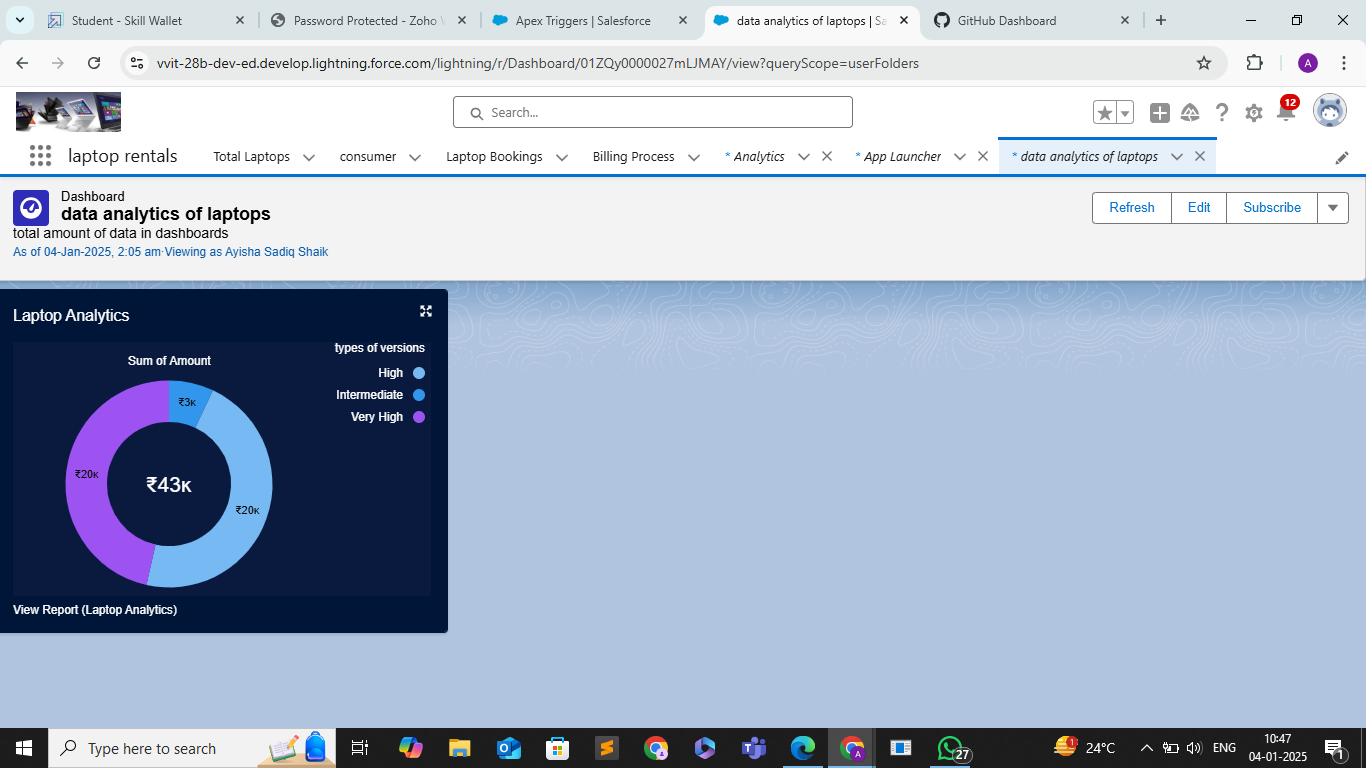 Student - Skill Wallet
Password Protected - Zoho
Apex Triggers | Salesforce
data analytics of laptops | Sa
GitHub Dashboard
vvit-28b-dev-ed.develop.lightning.force.com/lightning/r/Dashboard/01ZQy0000027mLJMAY/view?queryScope=userFolders
A
Search...
12
laptop rentals
Total Laptops
consumer
Laptop Bookings
Billing Process
* Analytics
* App Launcher
* data analytics of laptops
Dashboard
data analytics of laptops
total amount of data in dashboards
As of 04-Jan-2025, 2:05 am·Viewing as Ayisha Sadiq Shaik
Refresh
Edit
Subscribe
Laptop Analytics
types of versions
Sum of Amount
High
Intermediate
Very High
₹3K
₹20K
₹43K
₹20K
View Report (Laptop Analytics)
Type here to search
A
27
1
24°C
ENG
10:47
04-01-2025
1